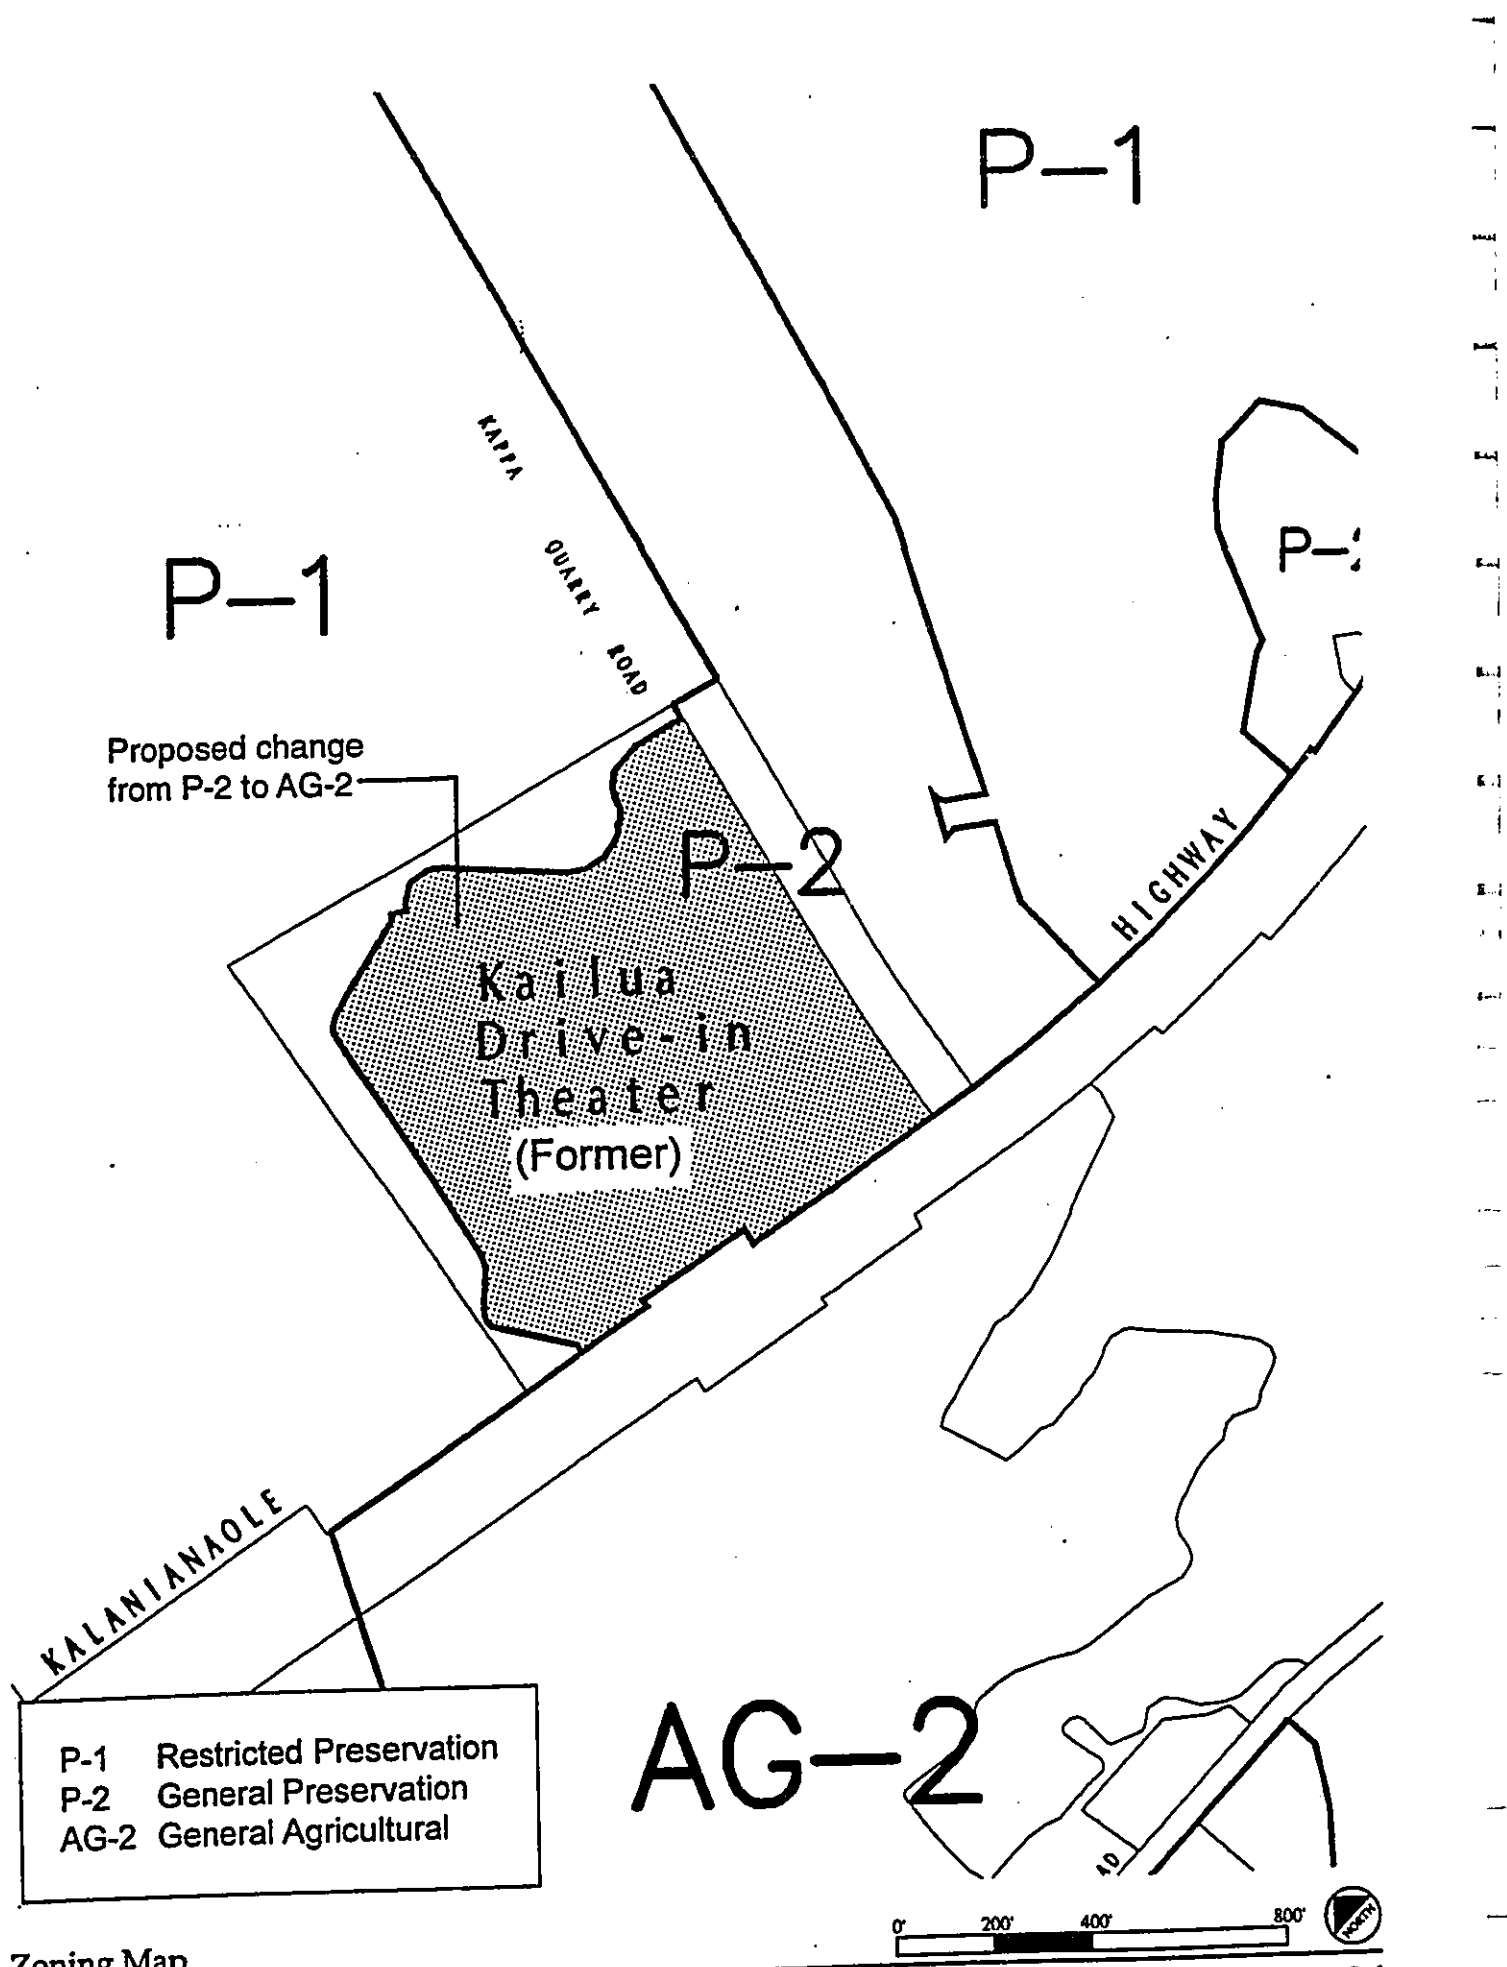 P-1
KAPPA QUARRY ROAD
P-1
Proposed change
from P-2 to AG-2
P-2
HIGHWAY
Kailua
Drive-in
Theater
(Former)
KALANIANAOLE
P-1 Restricted Preservation
P-2 General Preservation
AG-2 General Agricultural
AG-2
0' 200' 400' 800'
NORTH
Zoning Map